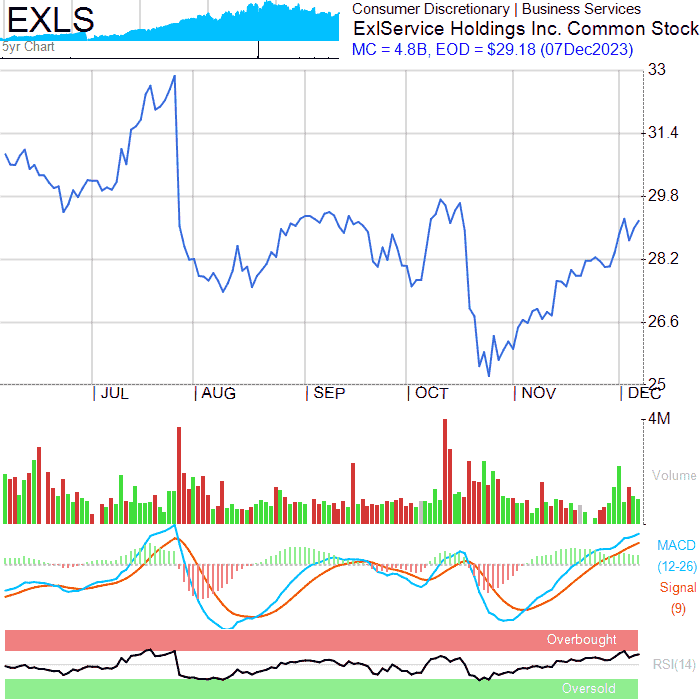 EXLS
5yr Chart
Consumer Discretionary | Business Services
ExlService Holdings Inc. Common Stock
MC = 4.8B, EOD = $29.18 (07Dec2023)
33
31.4
29.8
28.2
26.6
25
JUL AUG SEP OCT NOV DEC
4M
Volume
MACD
(12-26)
Signal
(9)
Overbought
RSI(14)
Oversold